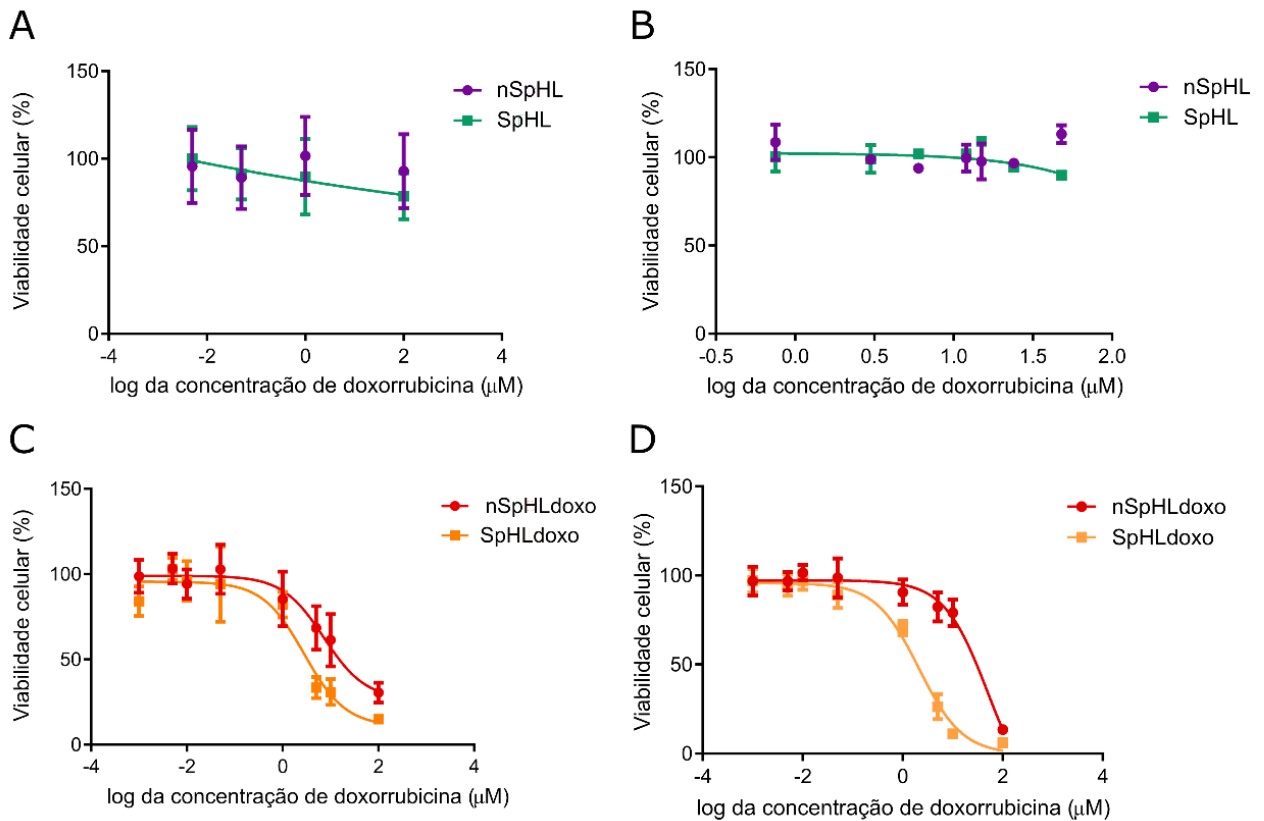 A
Viabilidade celular (%)
150
100
50
0
-4
-2
0
2
4
log da concentração de doxorrubicina (μM)
nSpHL
SpHL
B
Viabilidade celular (%)
150
100
50
0
-0.5
0.0
0.5
1.0
1.5
2.0
log da concentração de doxorrubicina (μM)
nSpHL
SpHL
C
Viabilidade celular (%)
150
100
50
0
-4
-2
0
2
4
log da concentração de doxorrubicina (μM)
nSpHLdoxo
SpHLdoxo
D
Viabilidade celular (%)
150
100
50
0
-4
-2
0
2
4
log da concentração de doxorrubicina (μM)
nSpHLdoxo
SpHLdoxo